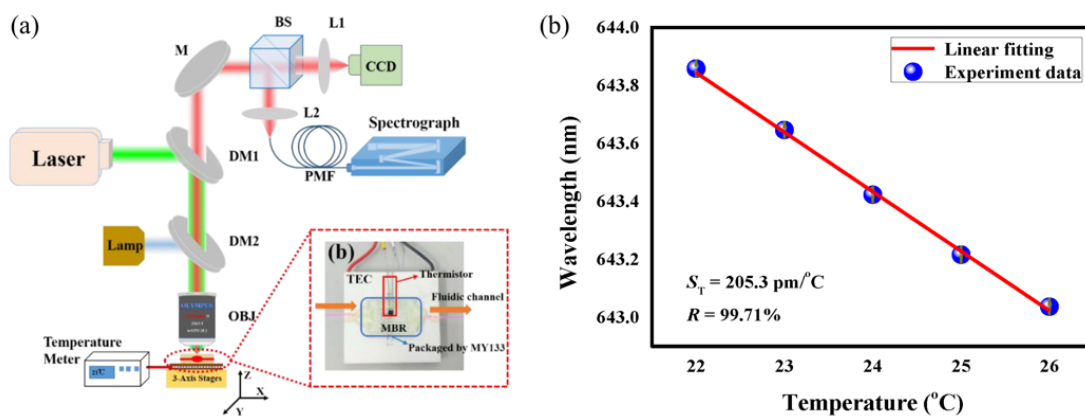 (a)
M
BS
L1
CCD
L2
Spectrograph
PMF
Laser
DM1
Lamp
DM2
OLYMPUS
OBJ
Temperature
Meter
3-Axis Stages
Z
X
Y
(b)
TEC
Thermistor
Fluidic channel
MBR
Packaged by MY133
(b)
644.0
643.8
643.6
643.4
643.2
643.0
Wavelength (nm)
Linear fitting
Experiment data
S_T = 205.3 pm/°C
R = 99.71%
22 23 24 25 26
Temperature (°C)